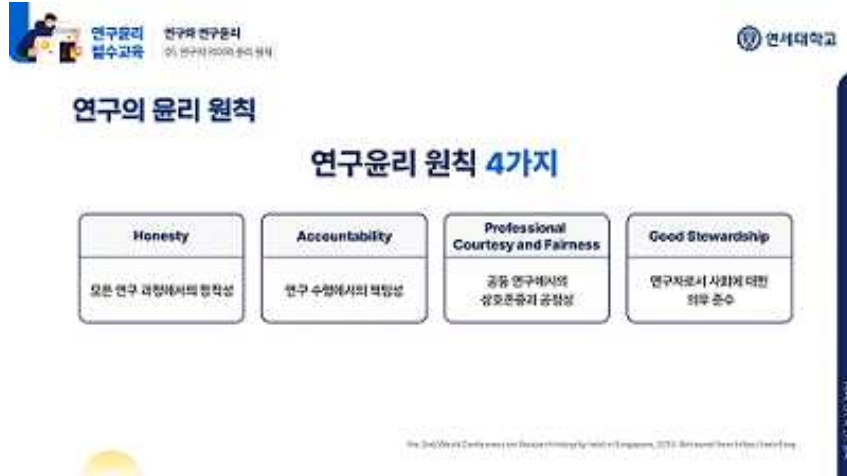 연구윤리
필수교육
연구와 연구윤리
연세대학교
연구의 윤리 원칙
연구윤리 원칙 4가지
Honesty
모든 연구 과정에서의 정직성
Accountability
연구 수행에서의 책임성
Professional
Courtesy and Fairness
공동 연구에서의
상호존중과 공정성
Good Stewardship
연구자로서 사회에 대한
의무 준수